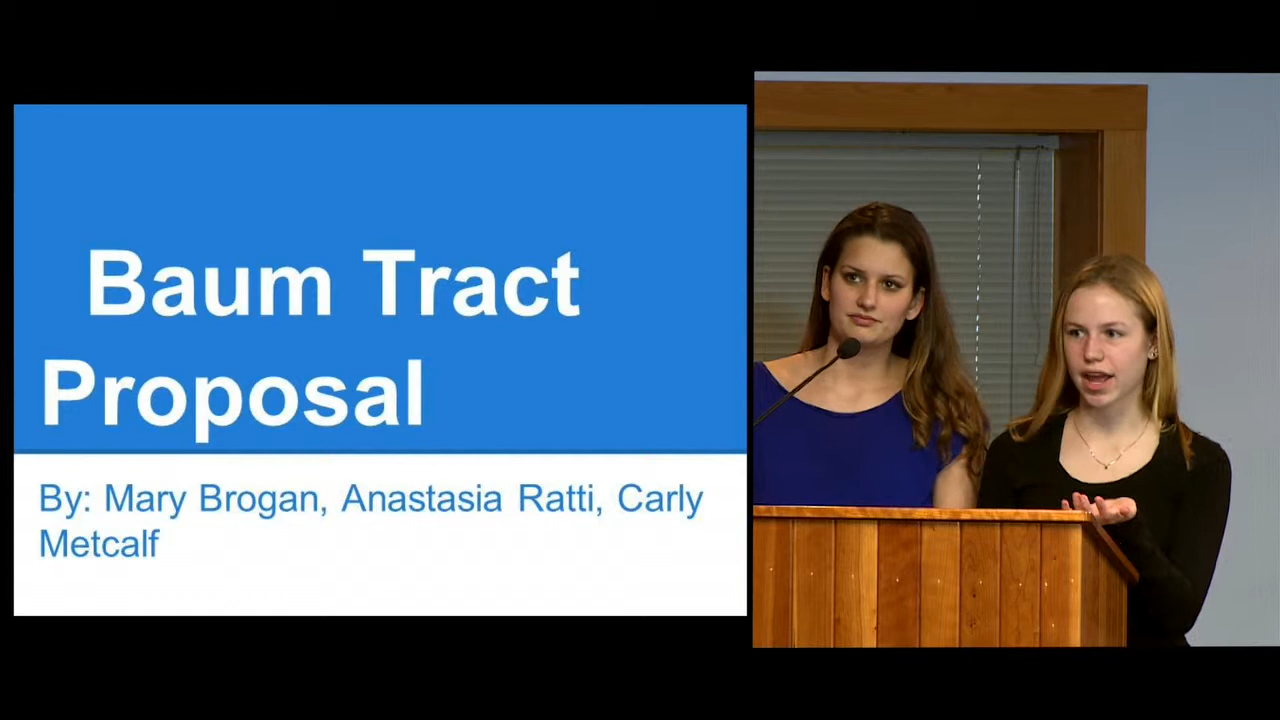 Baum Tract
Proposal
By: Mary Brogan, Anastasia Ratti, Carly
Metcalf